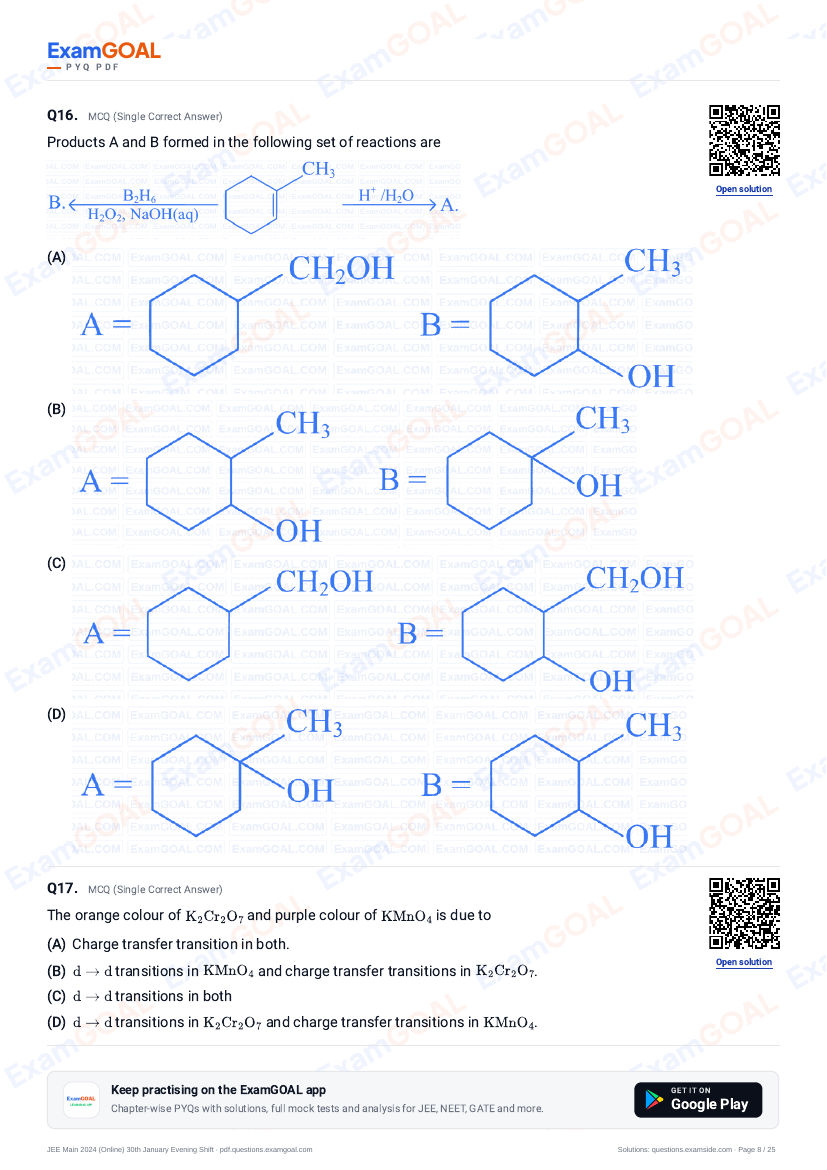 ExamGOAL
PYQ PDF
Q16. MCQ (Single Correct Answer)
Products A and B formed in the following set of reactions are
Open solution
CH₃
B. B₂H₆ H⁺ /H₂O A.
H₂O₂, NaOH(aq)
(A)
CH₂OH CH₃
A = B =
OH
(B)
CH₃ CH₃
A = B = OH
OH
(C)
CH₂OH CH₂OH
A = B =
OH
(D)
CH₃ CH₃
A = OH B =
OH
Q17. MCQ (Single Correct Answer)
The orange colour of K₂Cr₂O₇ and purple colour of KMnO₄ is due to
(A) Charge transfer transition in both.
(B) d → d transitions in KMnO₄ and charge transfer transitions in K₂Cr₂O₇.
Open solution
(C) d → d transitions in both
(D) d → d transitions in K₂Cr₂O₇ and charge transfer transitions in KMnO₄.
Keep practising on the ExamGOAL app
Chapter-wise PYQs with solutions, full mock tests and analysis for JEE, NEET, GATE and more.
GET IT ON
Google Play
JEE Main 2024 (Online) 30th January Evening Shift · pdf.questions.examgoal.com
Solutions: questions.examside.com · Page 8 / 25